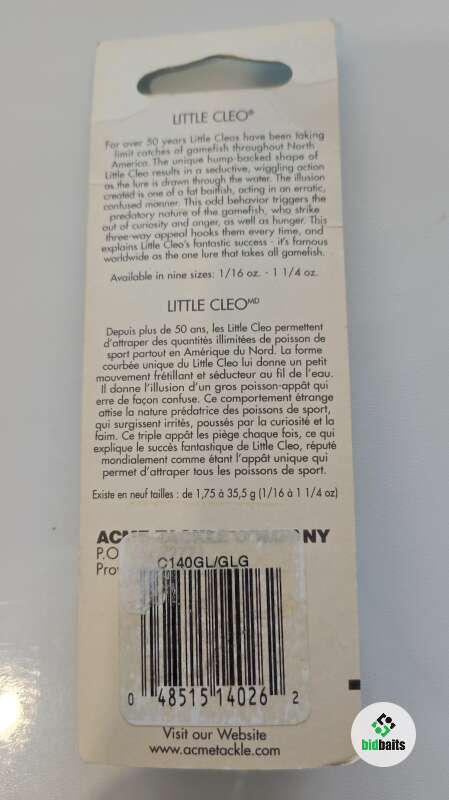 LITTLE CLEO®
For over 50 years Little Cleos have been taking
limit catches of gamefish throughout North
America. The unique hump-backed shape of
Little Cleo results in a seductive, wiggling action
as the lure is drawn through the water. The illusion
created is one of a fat baitfish, acting in an erratic,
confused manner. This odd behavior triggers the
predatory nature of the gamefish, who strike
out of curiosity and anger, as well as hunger. This
three-way appeal hooks them every time, and
explains Little Cleo's fantastic success - it's famous
worldwide as the one lure that takes all gamefish.
Available in nine sizes: 1/16 oz. - 1 1/4 oz.
LITTLE CLEO MD
Depuis plus de 50 ans, les Little Cleo permettent
d'attraper des quantités illimitées de poisson de
sport partout en Amérique du Nord. La forme
courbée unique du Little Cleo lui donne un petit
mouvement frétillant et séducteur au fil de l'eau.
Il donne l'illusion d'un gros poisson-appât qui
erre de façon confuse. Ce comportement étrange
attise la nature prédatrice des poissons de sport,
qui surgissent irrités, poussés par la curiosité et la
faim. Ce triple appât les piège chaque fois, ce qui
explique le succès fantastique de Little Cleo, réputé
mondialement comme étant l'appât unique qui
permet d'attraper tous les poissons de sport.
Existe en neuf tailles : de 1,75 à 35,5 g (1/16 à 1 1/4 oz)
ACME TACKLE COMPANY
P.O
Prov
C140GL/GLG
0 48515 14026 2
Visit our Website
www.acmetackle.com
bidbaits